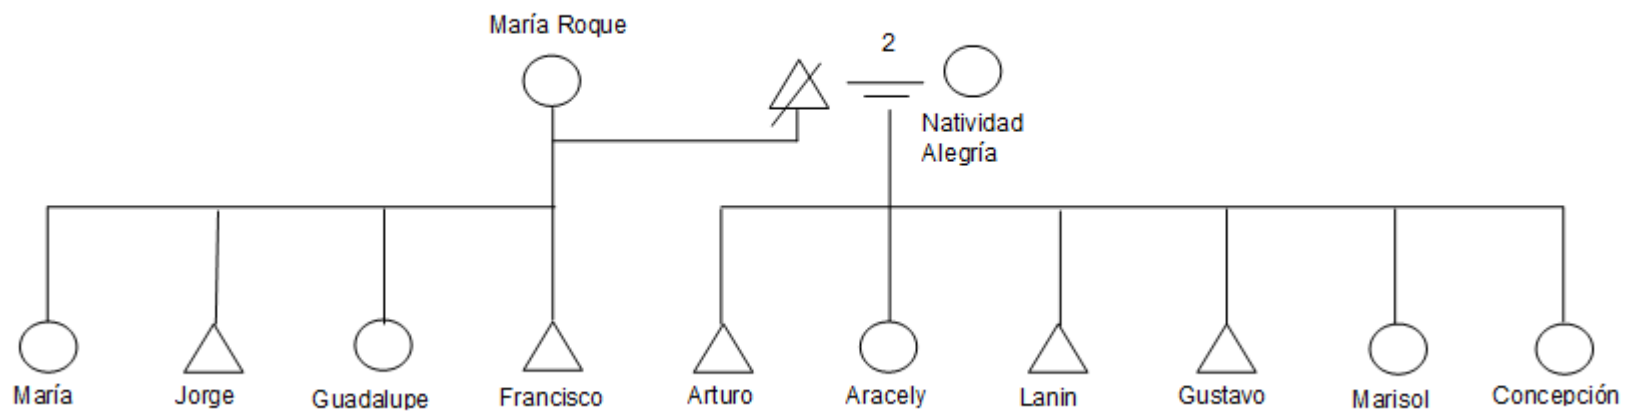 María Roque
2
Natividad
Alegría
María
Jorge
Guadalupe
Francisco
Arturo
Aracely
Lanin
Gustavo
Marisol
Concepción